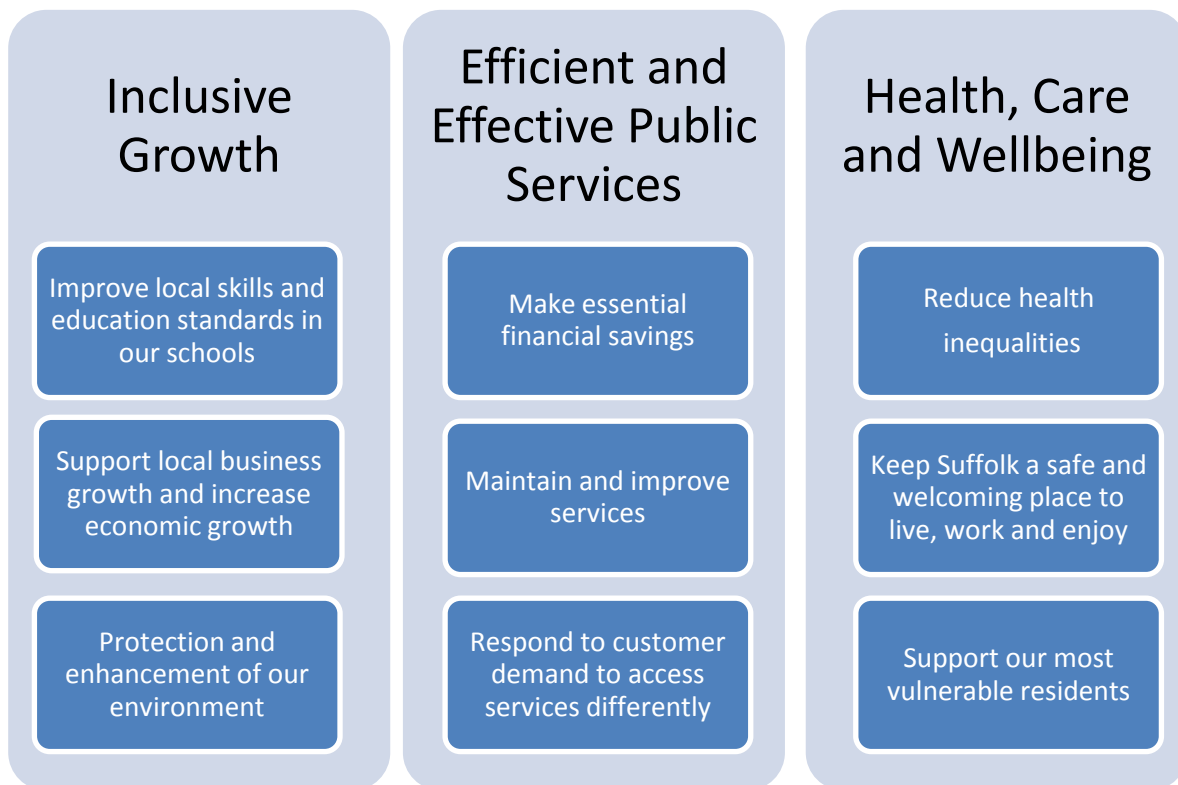 Inclusive
Growth
Improve local skills and
education standards in
our schools
Support local business
growth and increase
economic growth
Protection and
enhancement of our
environment
Efficient and
Effective Public
Services
Make essential
financial savings
Maintain and improve
services
Respond to customer
demand to access
services differently
Health, Care
and Wellbeing
Reduce health
inequalities
Keep Suffolk a safe and
welcoming place to
live, work and enjoy
Support our most
vulnerable residents